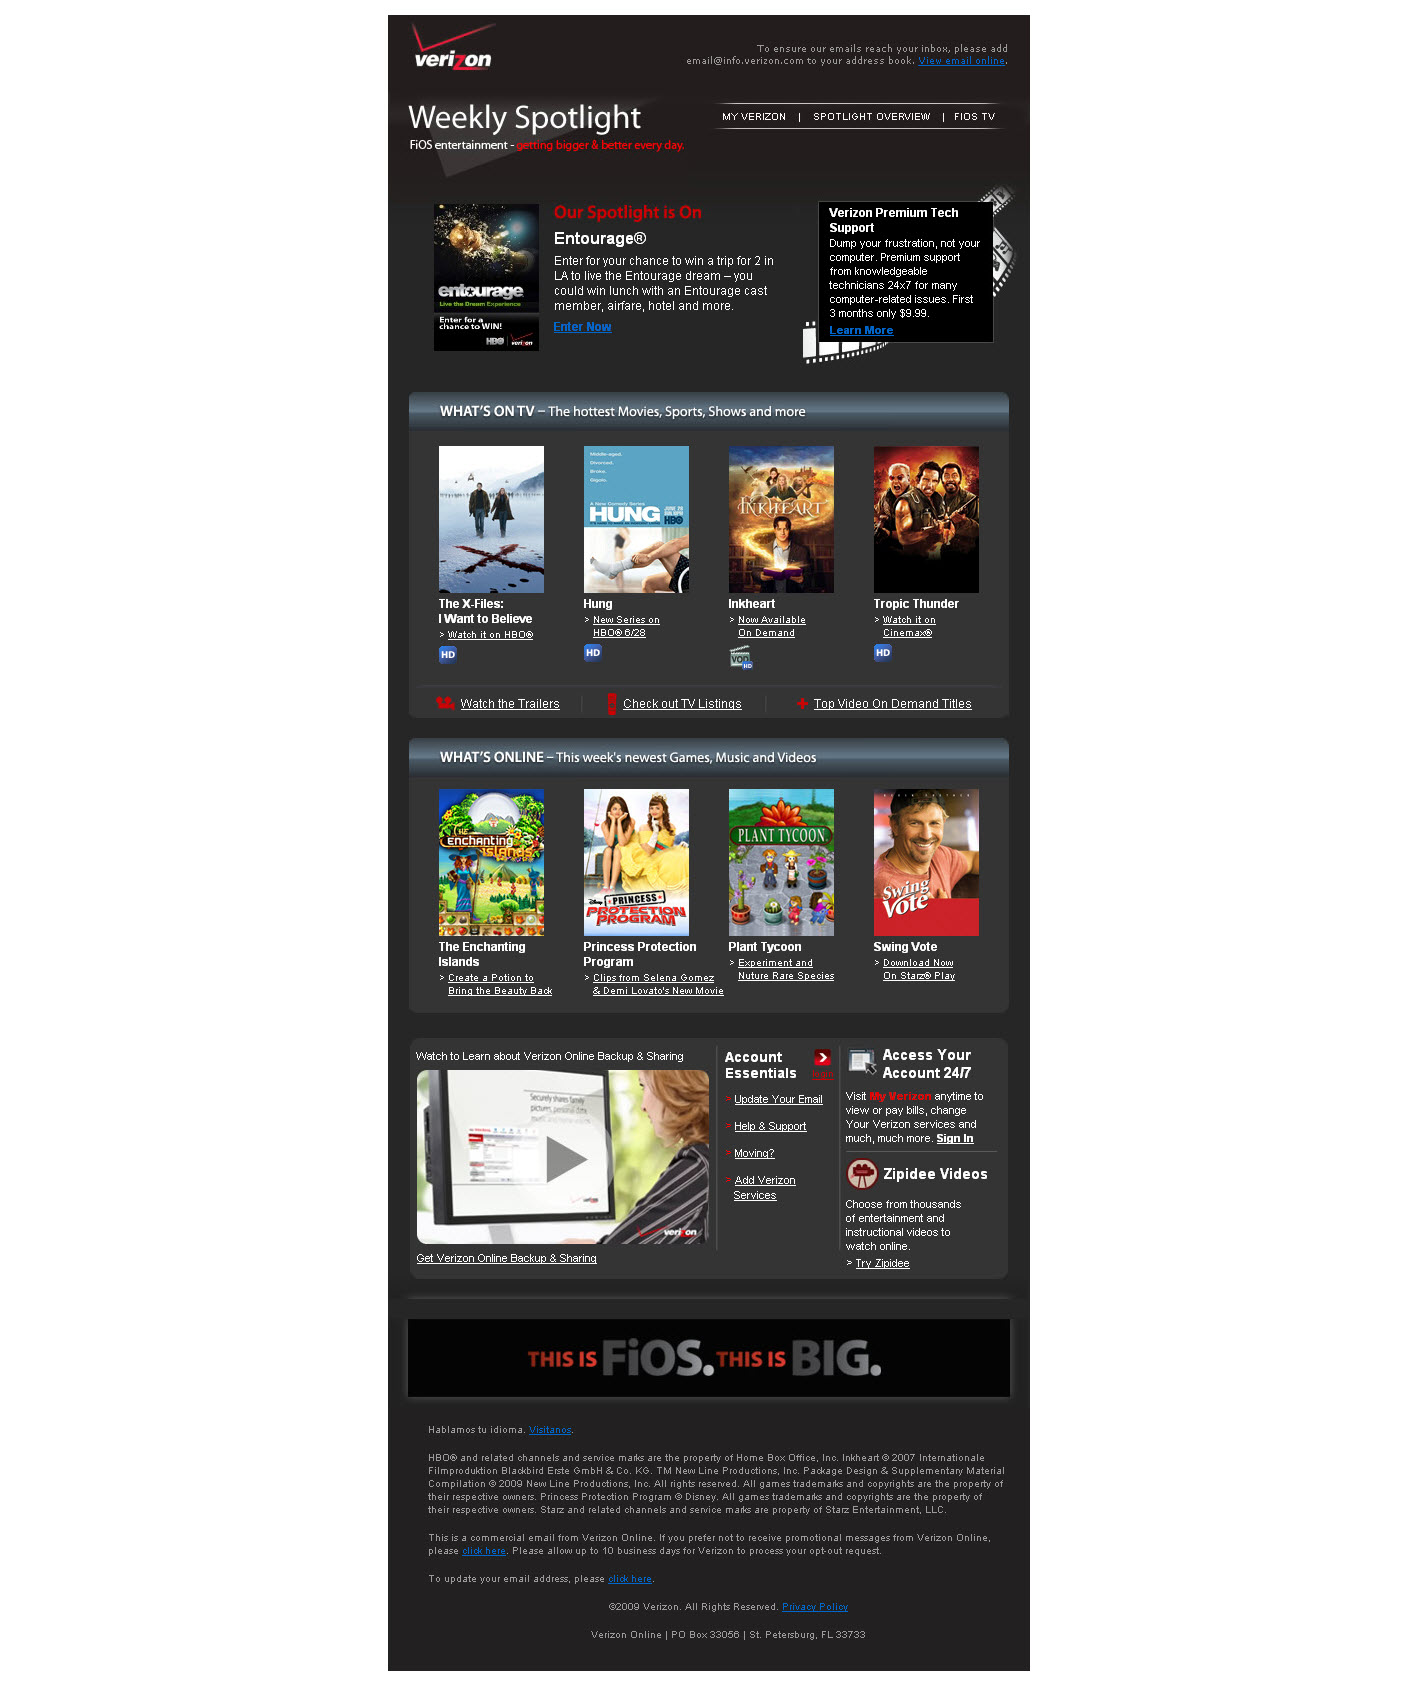 verizon
To ensure our emails reach your inbox, please add
email@info.verizon.com to your address book. View email online.
Weekly Spotlight
FiOS entertainment - getting bigger & better every day.
MY VERIZON | SPOTLIGHT OVERVIEW | FIOS TV
entourage
Live the Dream Experience
Enter for a
chance to WIN!
HBO verizon
Our Spotlight is On
Entourage®
Enter for your chance to win a trip for 2 in
LA to live the Entourage dream – you
could win lunch with an Entourage cast
member, airfare, hotel and more.
Enter Now
Verizon Premium Tech
Support
Dump your frustration, not your
computer. Premium support
from knowledgeable
technicians 24x7 for many
computer-related issues. First
3 months only $9.99.
Learn More
WHAT'S ON TV – The hottest Movies, Sports, Shows and more
Middle-aged.
Divorced.
Broke.
Gigolo.
A New Comedy Series
HUNG
HBO
INKHEART
The X-Files:
I Want to Believe
> Watch it on HBO®
HD
Hung
> New Series on
HBO® 6/28
HD
Inkheart
> Now Available
On Demand
VOD
HD
Tropic Thunder
> Watch it on
Cinemax®
HD
Watch the Trailers
Check out TV Listings
Top Video On Demand Titles
WHAT'S ONLINE – This week's newest Games, Music and Videos
THE
Enchanting
Islands
Disney
PRINCESS
PROTECTION
PROGRAM
PLANT TYCOON
Swing
Vote
The Enchanting
Islands
> Create a Potion to
Bring the Beauty Back
Princess Protection
Program
> Clips from Selena Gomez
& Demi Lovato's New Movie
Plant Tycoon
> Experiment and
Nuture Rare Species
Swing Vote
> Download Now
On Starz® Play
Watch to Learn about Verizon Online Backup & Sharing
Securely shares family
pictures, personal
verizon
Get Verizon Online Backup & Sharing
Account
Essentials
login
> Update Your Email
> Help & Support
> Moving?
> Add Verizon
Services
Access Your
Account 24/7
Visit My Verizon anytime to
view or pay bills, change
Your Verizon services and
much, much more. Sign In
Zipidee Videos
Choose from thousands
of entertainment and
instructional videos to
watch online.
> Try Zipidee
THIS IS FiOS. THIS IS BIG.
Hablamos tu idioma. Visítanos.
HBO® and related channels and service marks are the property of Home Box Office, Inc. Inkheart © 2007 Internationale
Filmproduktion Blackbird Erste GmbH & Co. KG. TM New Line Productions, Inc. Package Design & Supplementary Material
Compilation © 2009 New Line Productions, Inc. All rights reserved. All games trademarks and copyrights are the property of
their respective owners. Princess Protection Program © Disney. All games trademarks and copyrights are the property of
their respective owners. Starz and related channels and service marks are property of Starz Entertainment, LLC.
This is a commercial email from Verizon Online. If you prefer not to receive promotional messages from Verizon Online,
please click here. Please allow up to 10 business days for Verizon to process your opt-out request.
To update your email address, please click here.
©2009 Verizon. All Rights Reserved. Privacy Policy
Verizon Online | PO Box 33056 | St. Petersburg, FL 33733